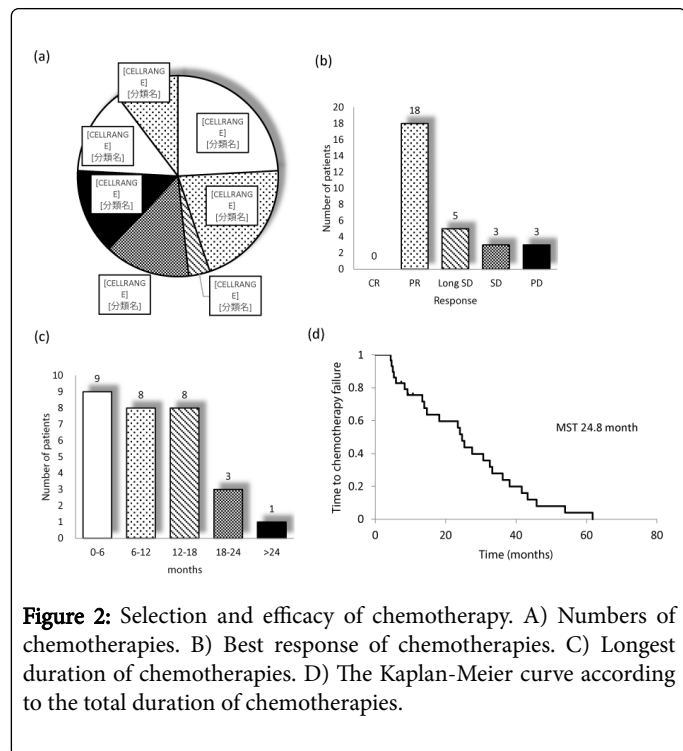 (a)
[CELLRANG
E]
[分類名]
[CELLRANG
E]
[分類名]
[CELLRANG
E]
[分類名]
[CELLRANG
E]
[分類名]
[CELLRANG
E]
[分類名]
[CELLRANG
E]
[分類名]
[CELLRANG
E]
[分類名]
(b)
Number of patients
20
18
16
14
12
10
8
6
4
2
0
0
18
5
3
3
CR PR Long SD SD PD
Response
(c)
Number of patients
10
9
8
7
6
5
4
3
2
1
0
9
8
8
3
1
0-6 6-12 12-18 18-24 >24
months
(d)
Time to chemotherapy failure
1
0.8
0.6
0.4
0.2
0
MST 24.8 month
0 20 40 60 80
Time (months)
Figure 2: Selection and efficacy of chemotherapy. A) Numbers of
chemotherapies. B) Best response of chemotherapies. C) Longest
duration of chemotherapies. D) The Kaplan-Meier curve according
to the total duration of chemotherapies.